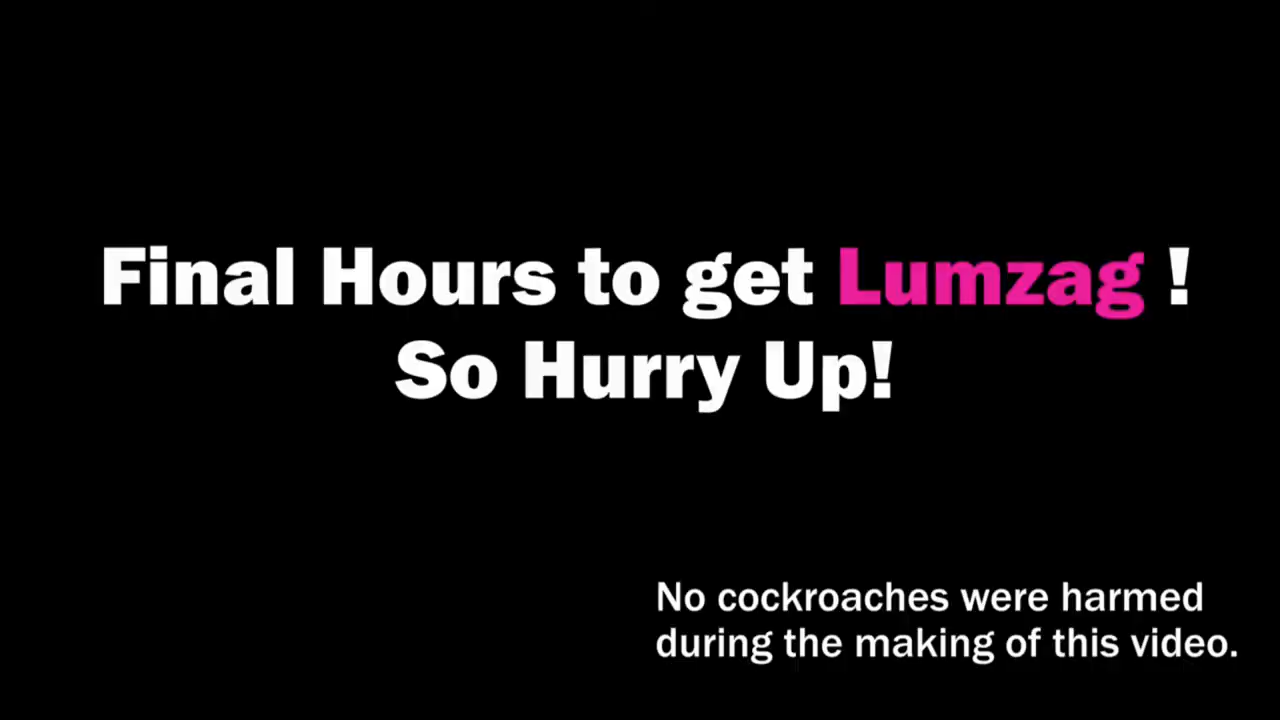 Final Hours to get Lumzag !
So Hurry Up!
No cockroaches were harmed
during the making of this video.